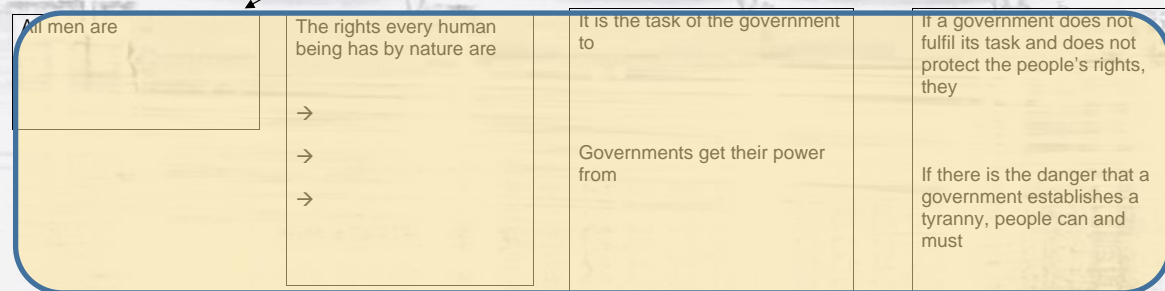 All men are
The rights every human
being has by nature are
→
→
→
It is the task of the government
to
Governments get their power
from
If a government does not
fulfil its task and does not
protect the people's rights,
they
If there is the danger that a
government establishes a
tyranny, people can and
must